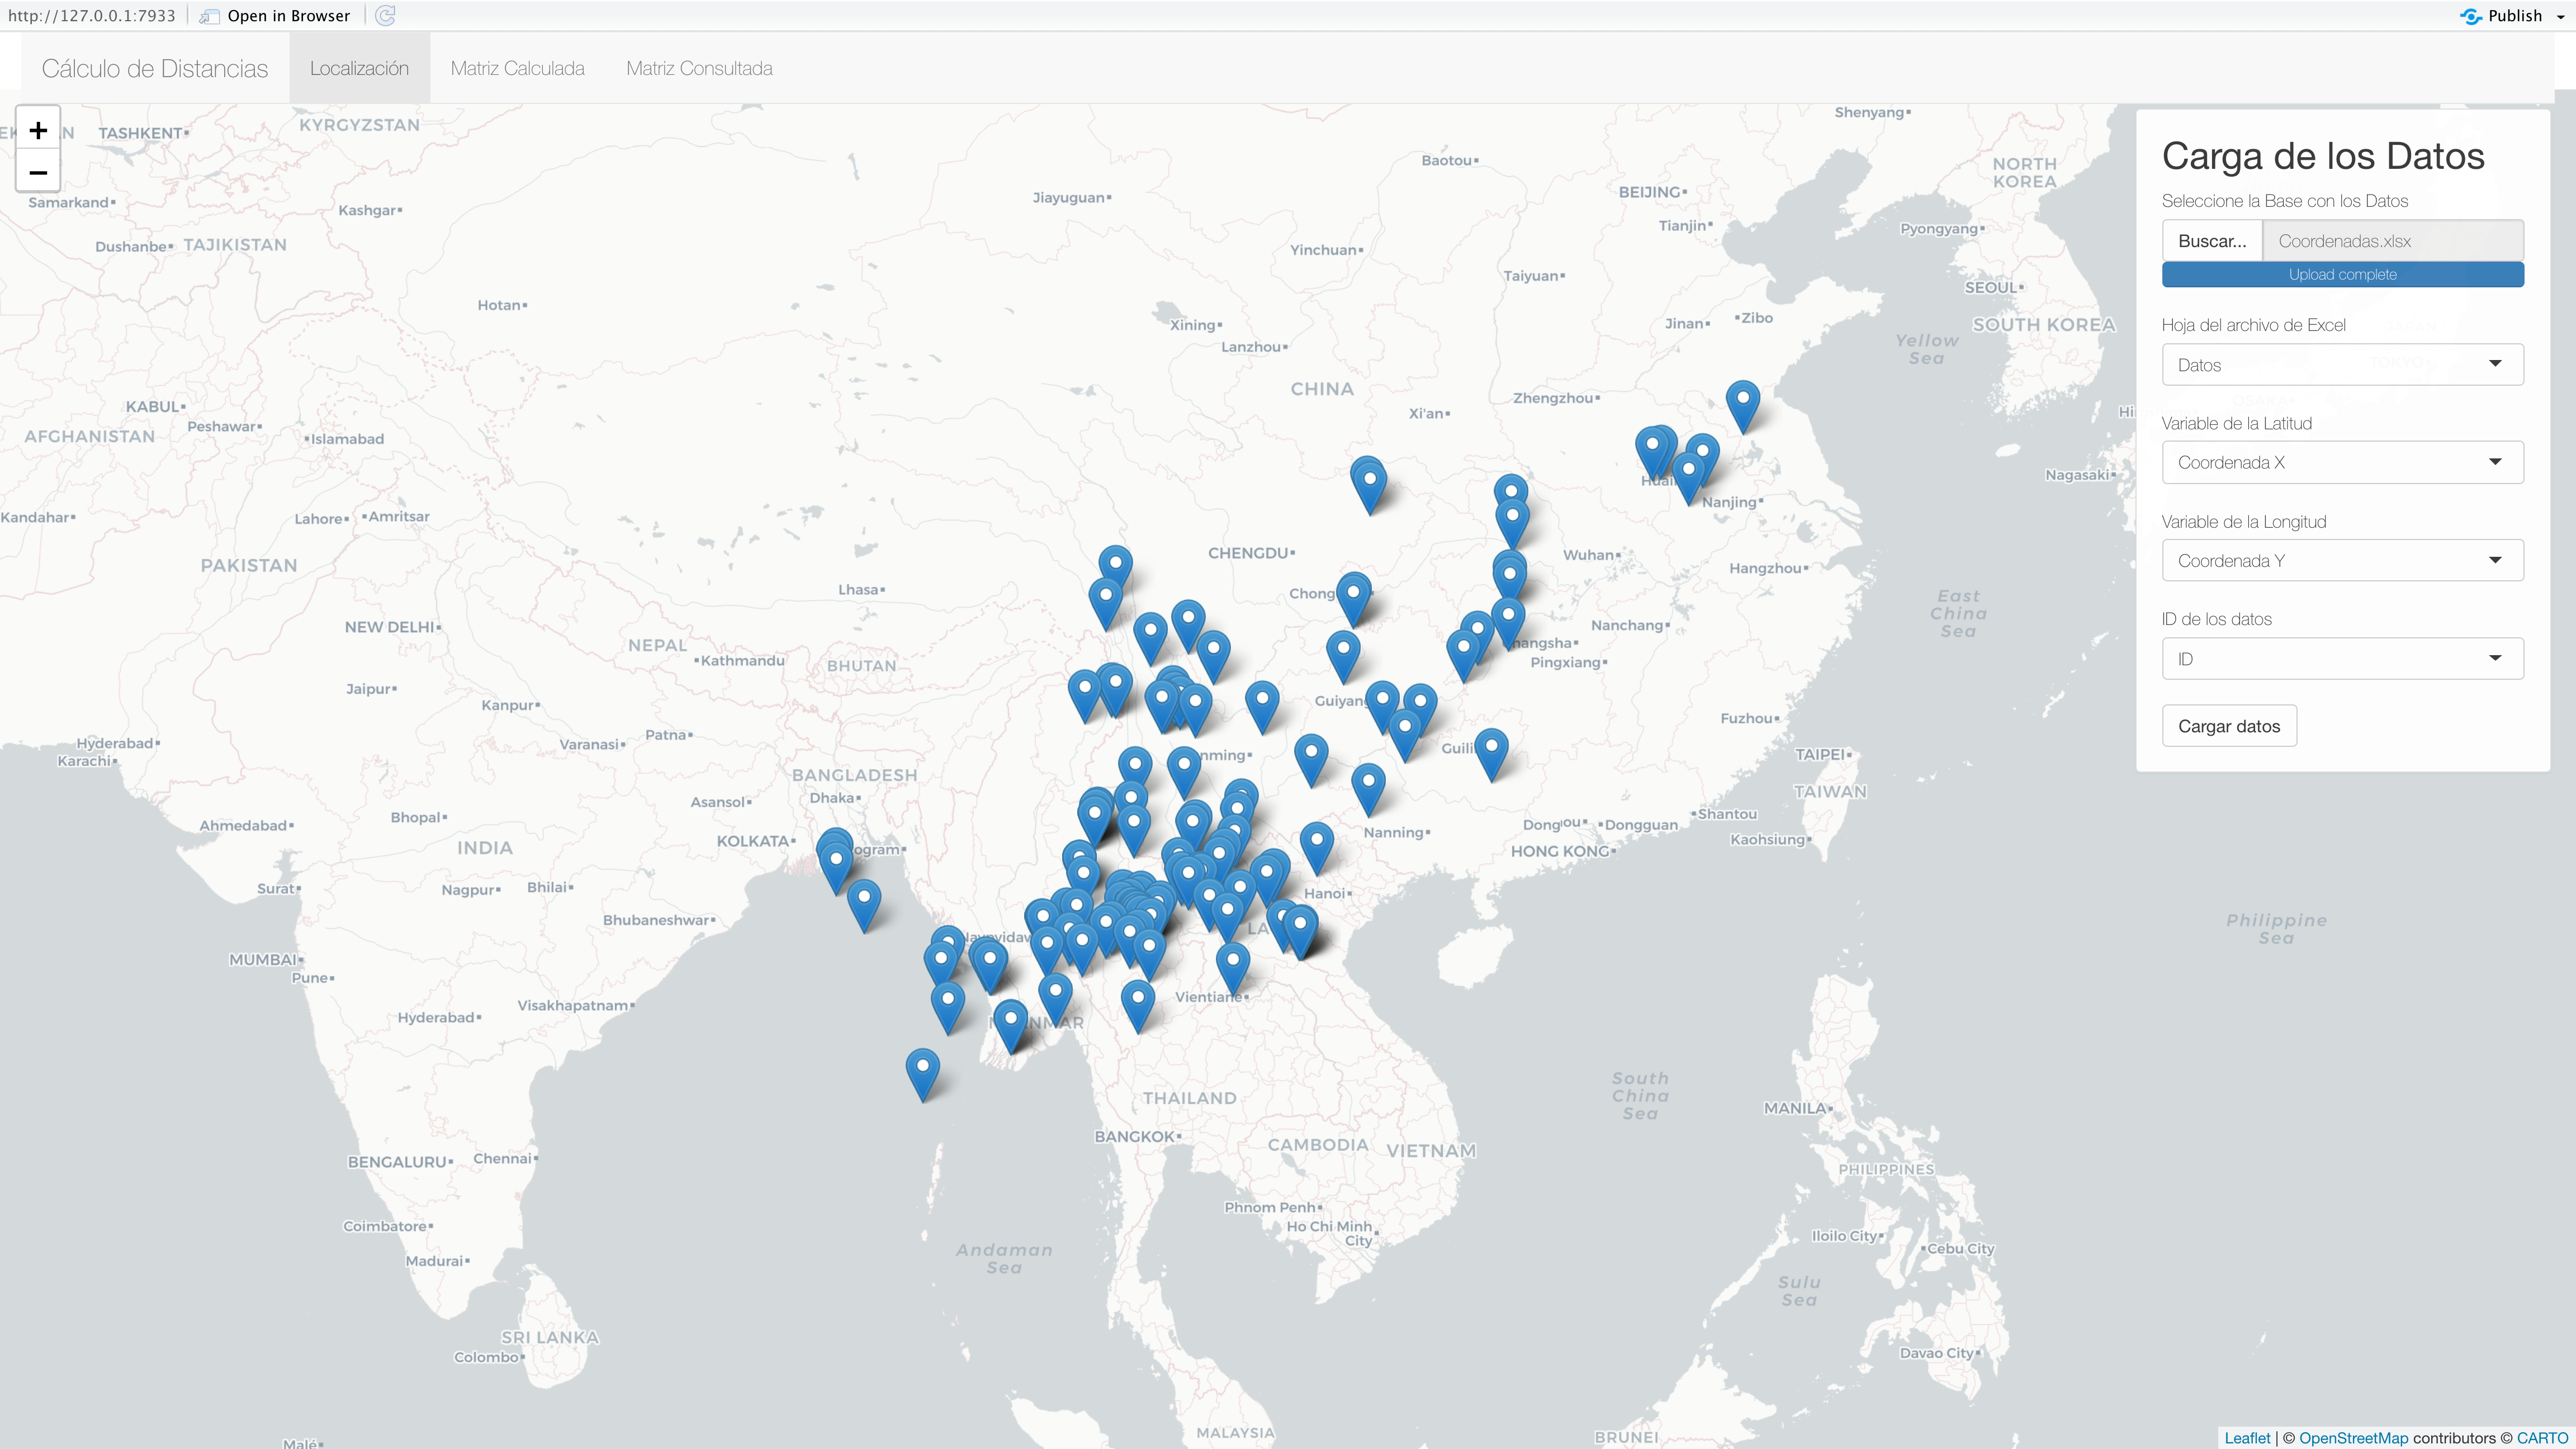 http://127.0.0.1:7933 Open in Browser Publish
Cálculo de Distancias Localización Matriz Calculada Matriz Consultada
+
−
Carga de los Datos
Seleccione la Base con los Datos
Buscar... Coordenadas.xlsx
Upload complete
Hoja del archivo de Excel
Datos
Variable de la Latitud
Coordenada X
Variable de la Longitud
Coordenada Y
ID de los datos
ID
Cargar datos
TASHKENT
KYRGYZSTAN
Samarkand
Kashgar
Dushanbe
TAJIKISTAN
Hotan
KABUL
AFGHANISTAN
Peshawar
Islamabad
Kandahar
Lahore
Amritsar
PAKISTAN
NEW DELHI
NEPAL
Kathmandu
BHUTAN
Lhasa
Jaipur
Kanpur
Hyderabad
Karachi
Varanasi
Patna
BANGLADESH
Dhaka
Asansol
Bhopal
Ahmedabad
KOLKATA
INDIA
Surat
Nagpur
Bhilai
Bhubaneshwar
MUMBAI
Pune
Visakhapatnam
Hyderabad
BENGALURU
Chennai
Coimbatore
Madurai
SRI LANKA
Colombo
Malé
Shenyang
Baotou
BEIJING
Tianjin
NORTH
KOREA
Pyongyang
Jiayuguan
Yinchuan
Taiyuan
SEOUL
SOUTH KOREA
Xining
Lanzhou
Jinan
Zibo
Yellow
Sea
CHINA
Xi'an
Zhengzhou
Nagasaki
Nanjing
CHENGDU
Wuhan
Hangzhou
East
China
Sea
Nanchang
Pingxiang
Fuzhou
TAIPEI
TAIWAN
Kaohsiung
Shantou
Dongguan
HONG KONG
Nanning
Hanoi
Vientiane
THAILAND
BANGKOK
CAMBODIA
VIETNAM
Phnom Penh
Ho Chi Minh
City
Andaman
Sea
South
China
Sea
Philippine
Sea
MANILA
PHILIPPINES
Iloilo City
Cebu City
Sulu
Sea
Davao City
MALAYSIA
BRUNEI
Leaflet | © OpenStreetMap contributors © CARTO